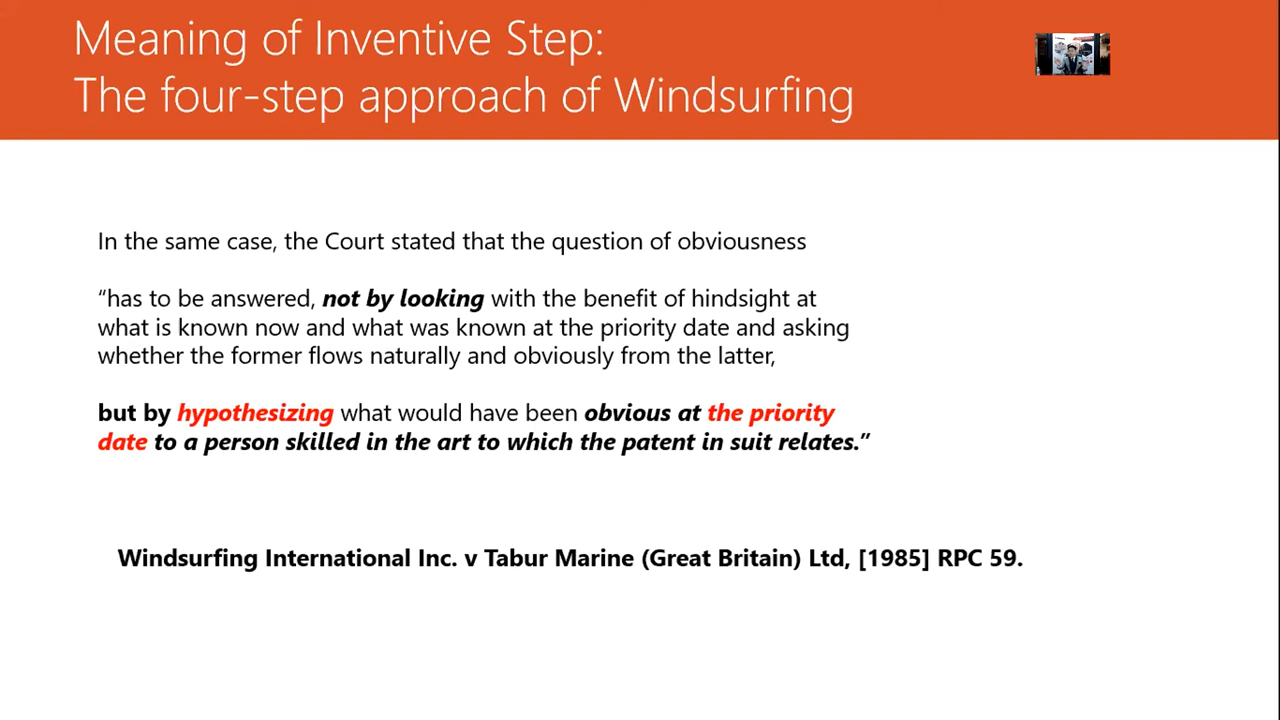 Meaning of Inventive Step:
The four-step approach of Windsurfing
In the same case, the Court stated that the question of obviousness
“has to be answered, not by looking with the benefit of hindsight at
what is known now and what was known at the priority date and asking
whether the former flows naturally and obviously from the latter,
but by hypothesizing what would have been obvious at the priority
date to a person skilled in the art to which the patent in suit relates.”
Windsurfing International Inc. v Tabur Marine (Great Britain) Ltd, [1985] RPC 59.